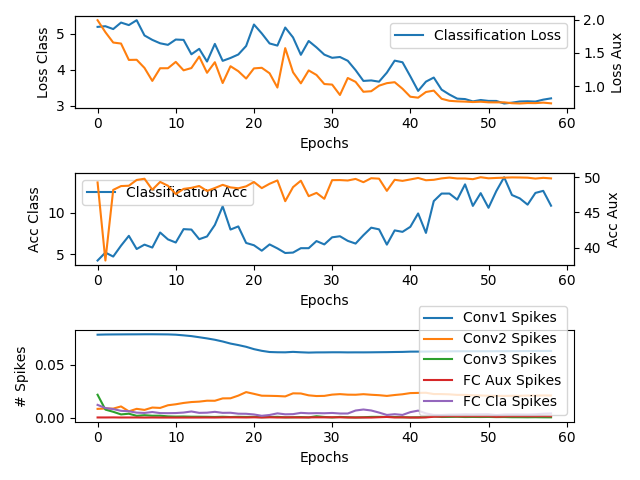 5
4
3
Loss Class
Classification Loss
2.0
1.5
1.0
Loss Aux
0 10 20 30 40 50 60
Epochs
10
5
Acc Class
Classification Acc
50
45
40
Acc Aux
0 10 20 30 40 50 60
Epochs
0.05
0.00
# Spikes
Conv1 Spikes
Conv2 Spikes
Conv3 Spikes
FC Aux Spikes
FC Cla Spikes
0 10 20 30 40 50 60
Epochs